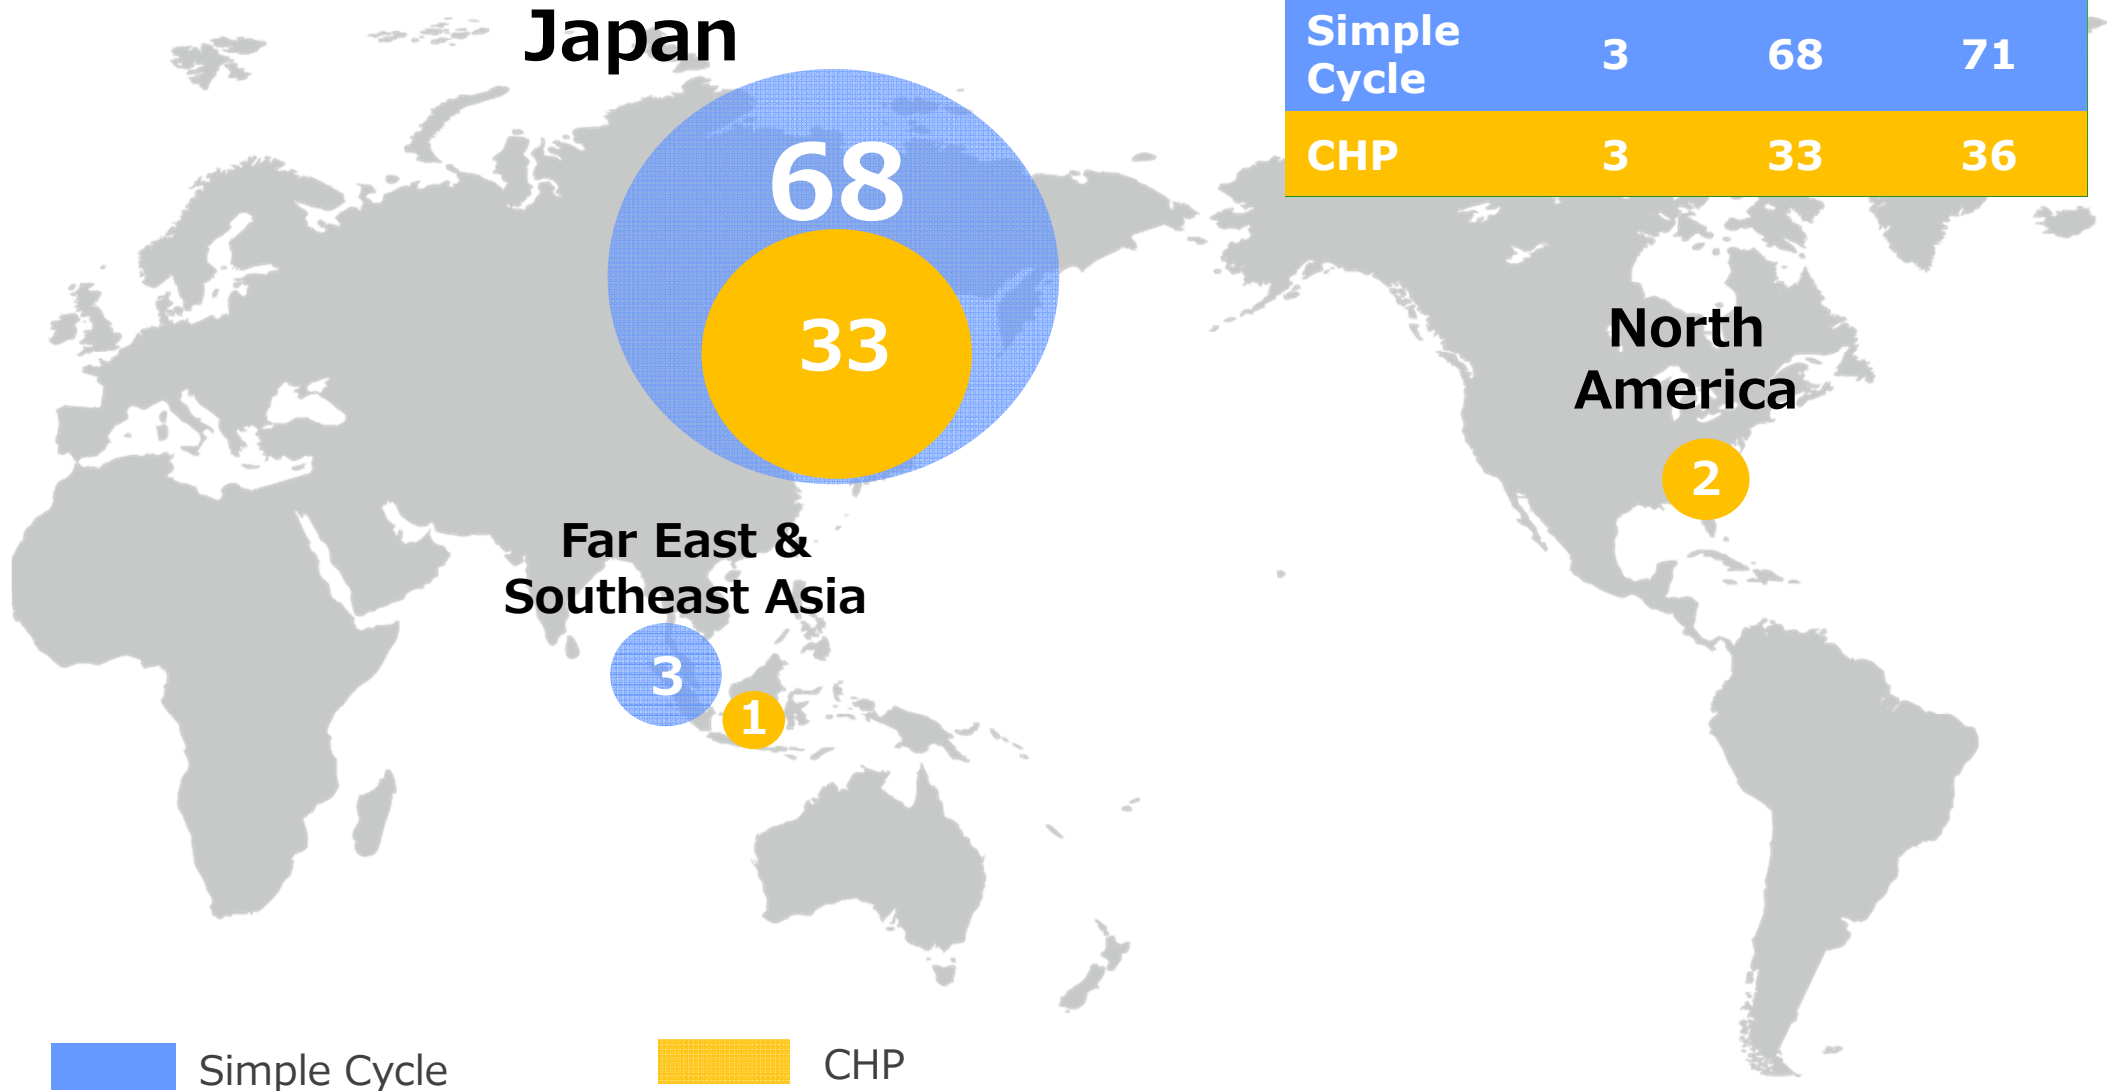 Japan
Simple
Cycle
3 68 71
CHP 3 33 36
68
33
North
America
2
Far East &
Southeast Asia
3
1
Simple Cycle
CHP